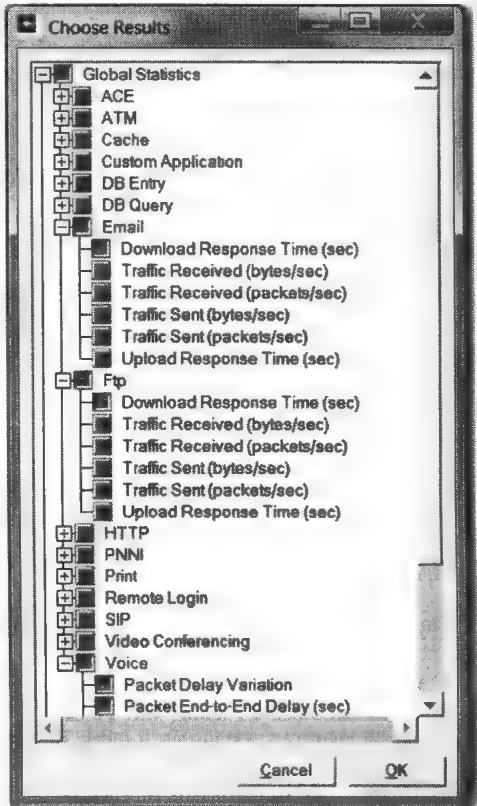 Choose Results
Global Statistics
ACE
ATM
Cache
Custom Application
DB Entry
DB Query
Email
Download Response Time (sec)
Traffic Received (bytes/sec)
Traffic Received (packets/sec)
Traffic Sent (bytes/sec)
Traffic Sent (packets/sec)
Upload Response Time (sec)
Ftp
Download Response Time (sec)
Traffic Received (bytes/sec)
Traffic Received (packets/sec)
Traffic Sent (bytes/sec)
Traffic Sent (packets/sec)
Upload Response Time (sec)
HTTP
PNNI
Print
Remote Login
SIP
Video Conferencing
Voice
Packet Delay Variation
Packet End-to-End Delay (sec)
Cancel OK